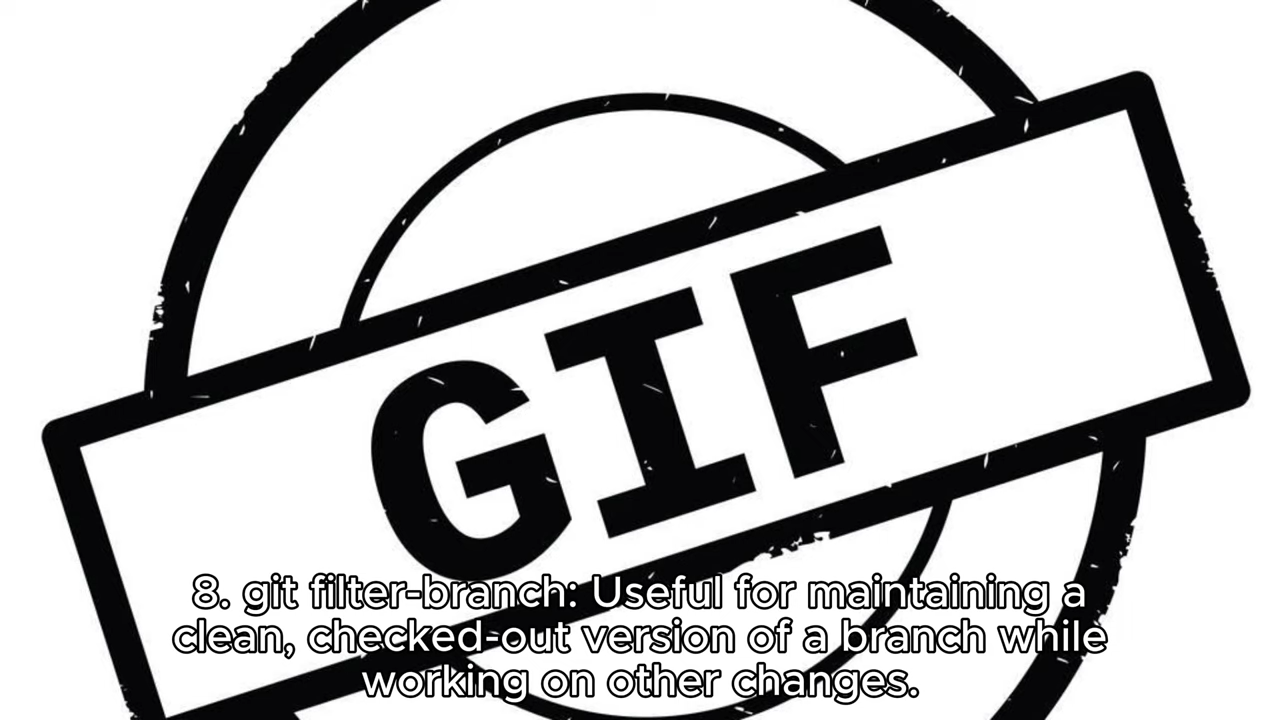 GIF
8. git filter-branch: Useful for maintaining a
clean, checked-out version of a branch while
working on other changes.